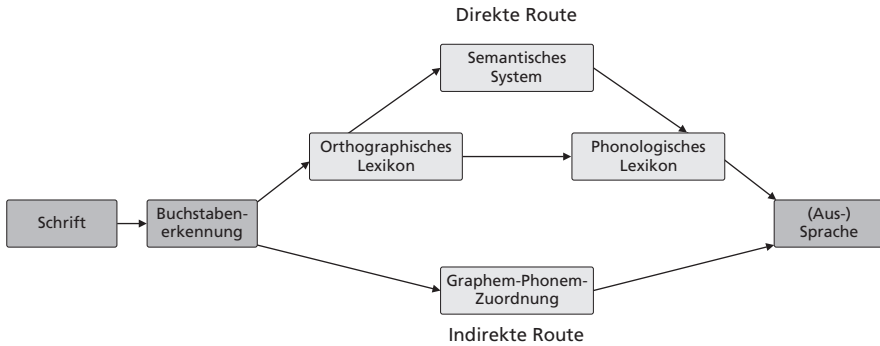 Direkte Route
Semantisches
System
Orthographisches
Lexikon
Phonologisches
Lexikon
Schrift
Buchstaben-
erkennung
(Aus-)
Sprache
Graphem-Phonem-
Zuordnung
Indirekte Route